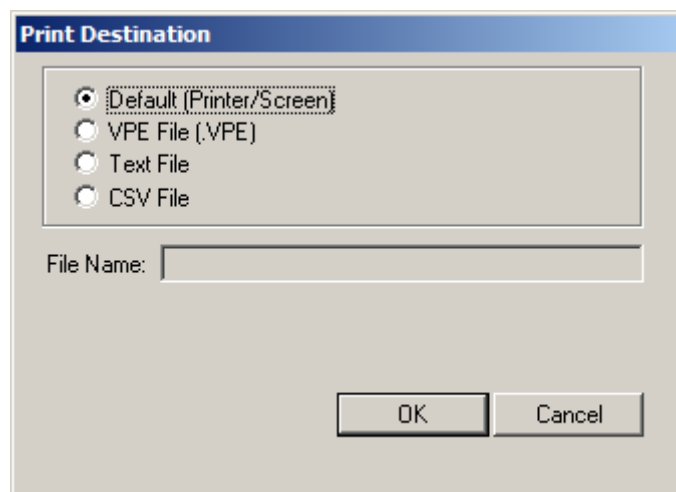 Print Destination
Default (Printer/Screen)
VPE File (.VPE)
Text File
CSV File
File Name:
OK Cancel